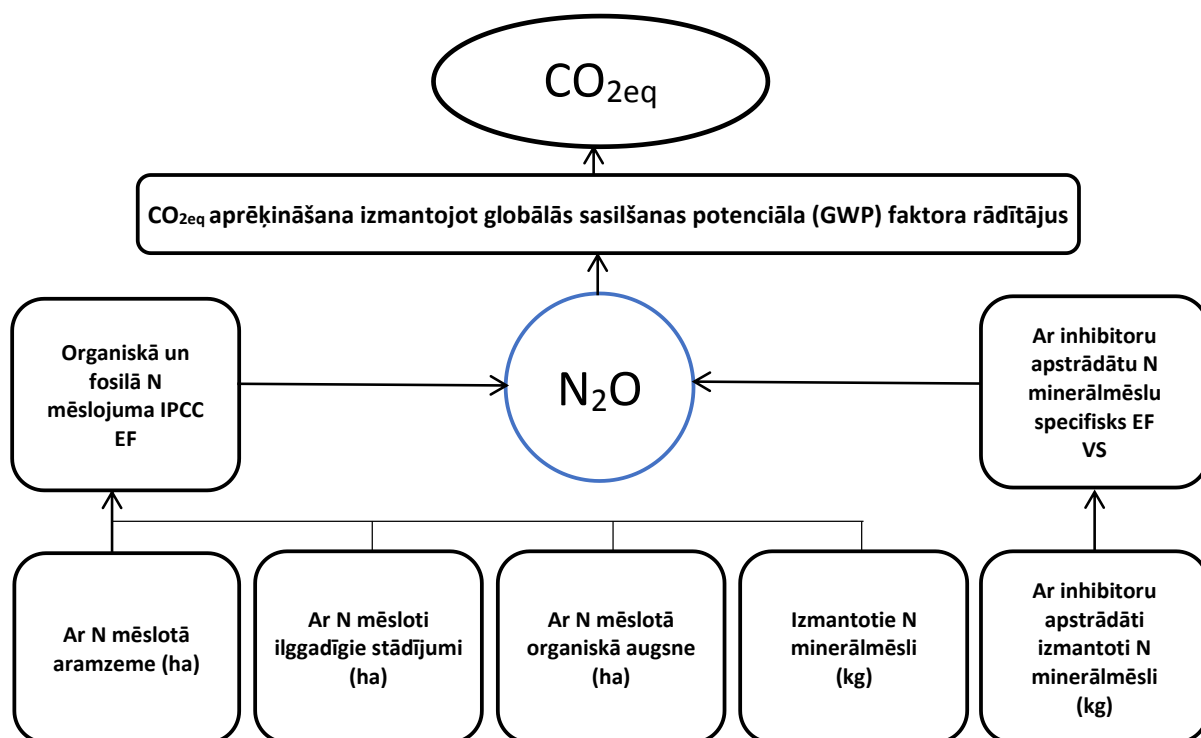 CO₂eq
CO₂eq aprēķināšana izmantojot globālās sasilšanas potenciāla (GWP) faktora rādītājus
Organiskā un
fosilā N
mēslojuma IPCC
EF
N₂O
Ar inhibitoru
apstrādātu N
minerālmēslu
specifisks EF
VS
Ar N mēslotā
aramzeme (ha)
Ar N mēsloti
ilggadīgie stādījumi
(ha)
Ar N mēslotā
organiskā augsne
(ha)
Izmantotie N
minerālmēsli
(kg)
Ar inhibitoru
apstrādāti
izmantoti N
minerālmēsli
(kg)